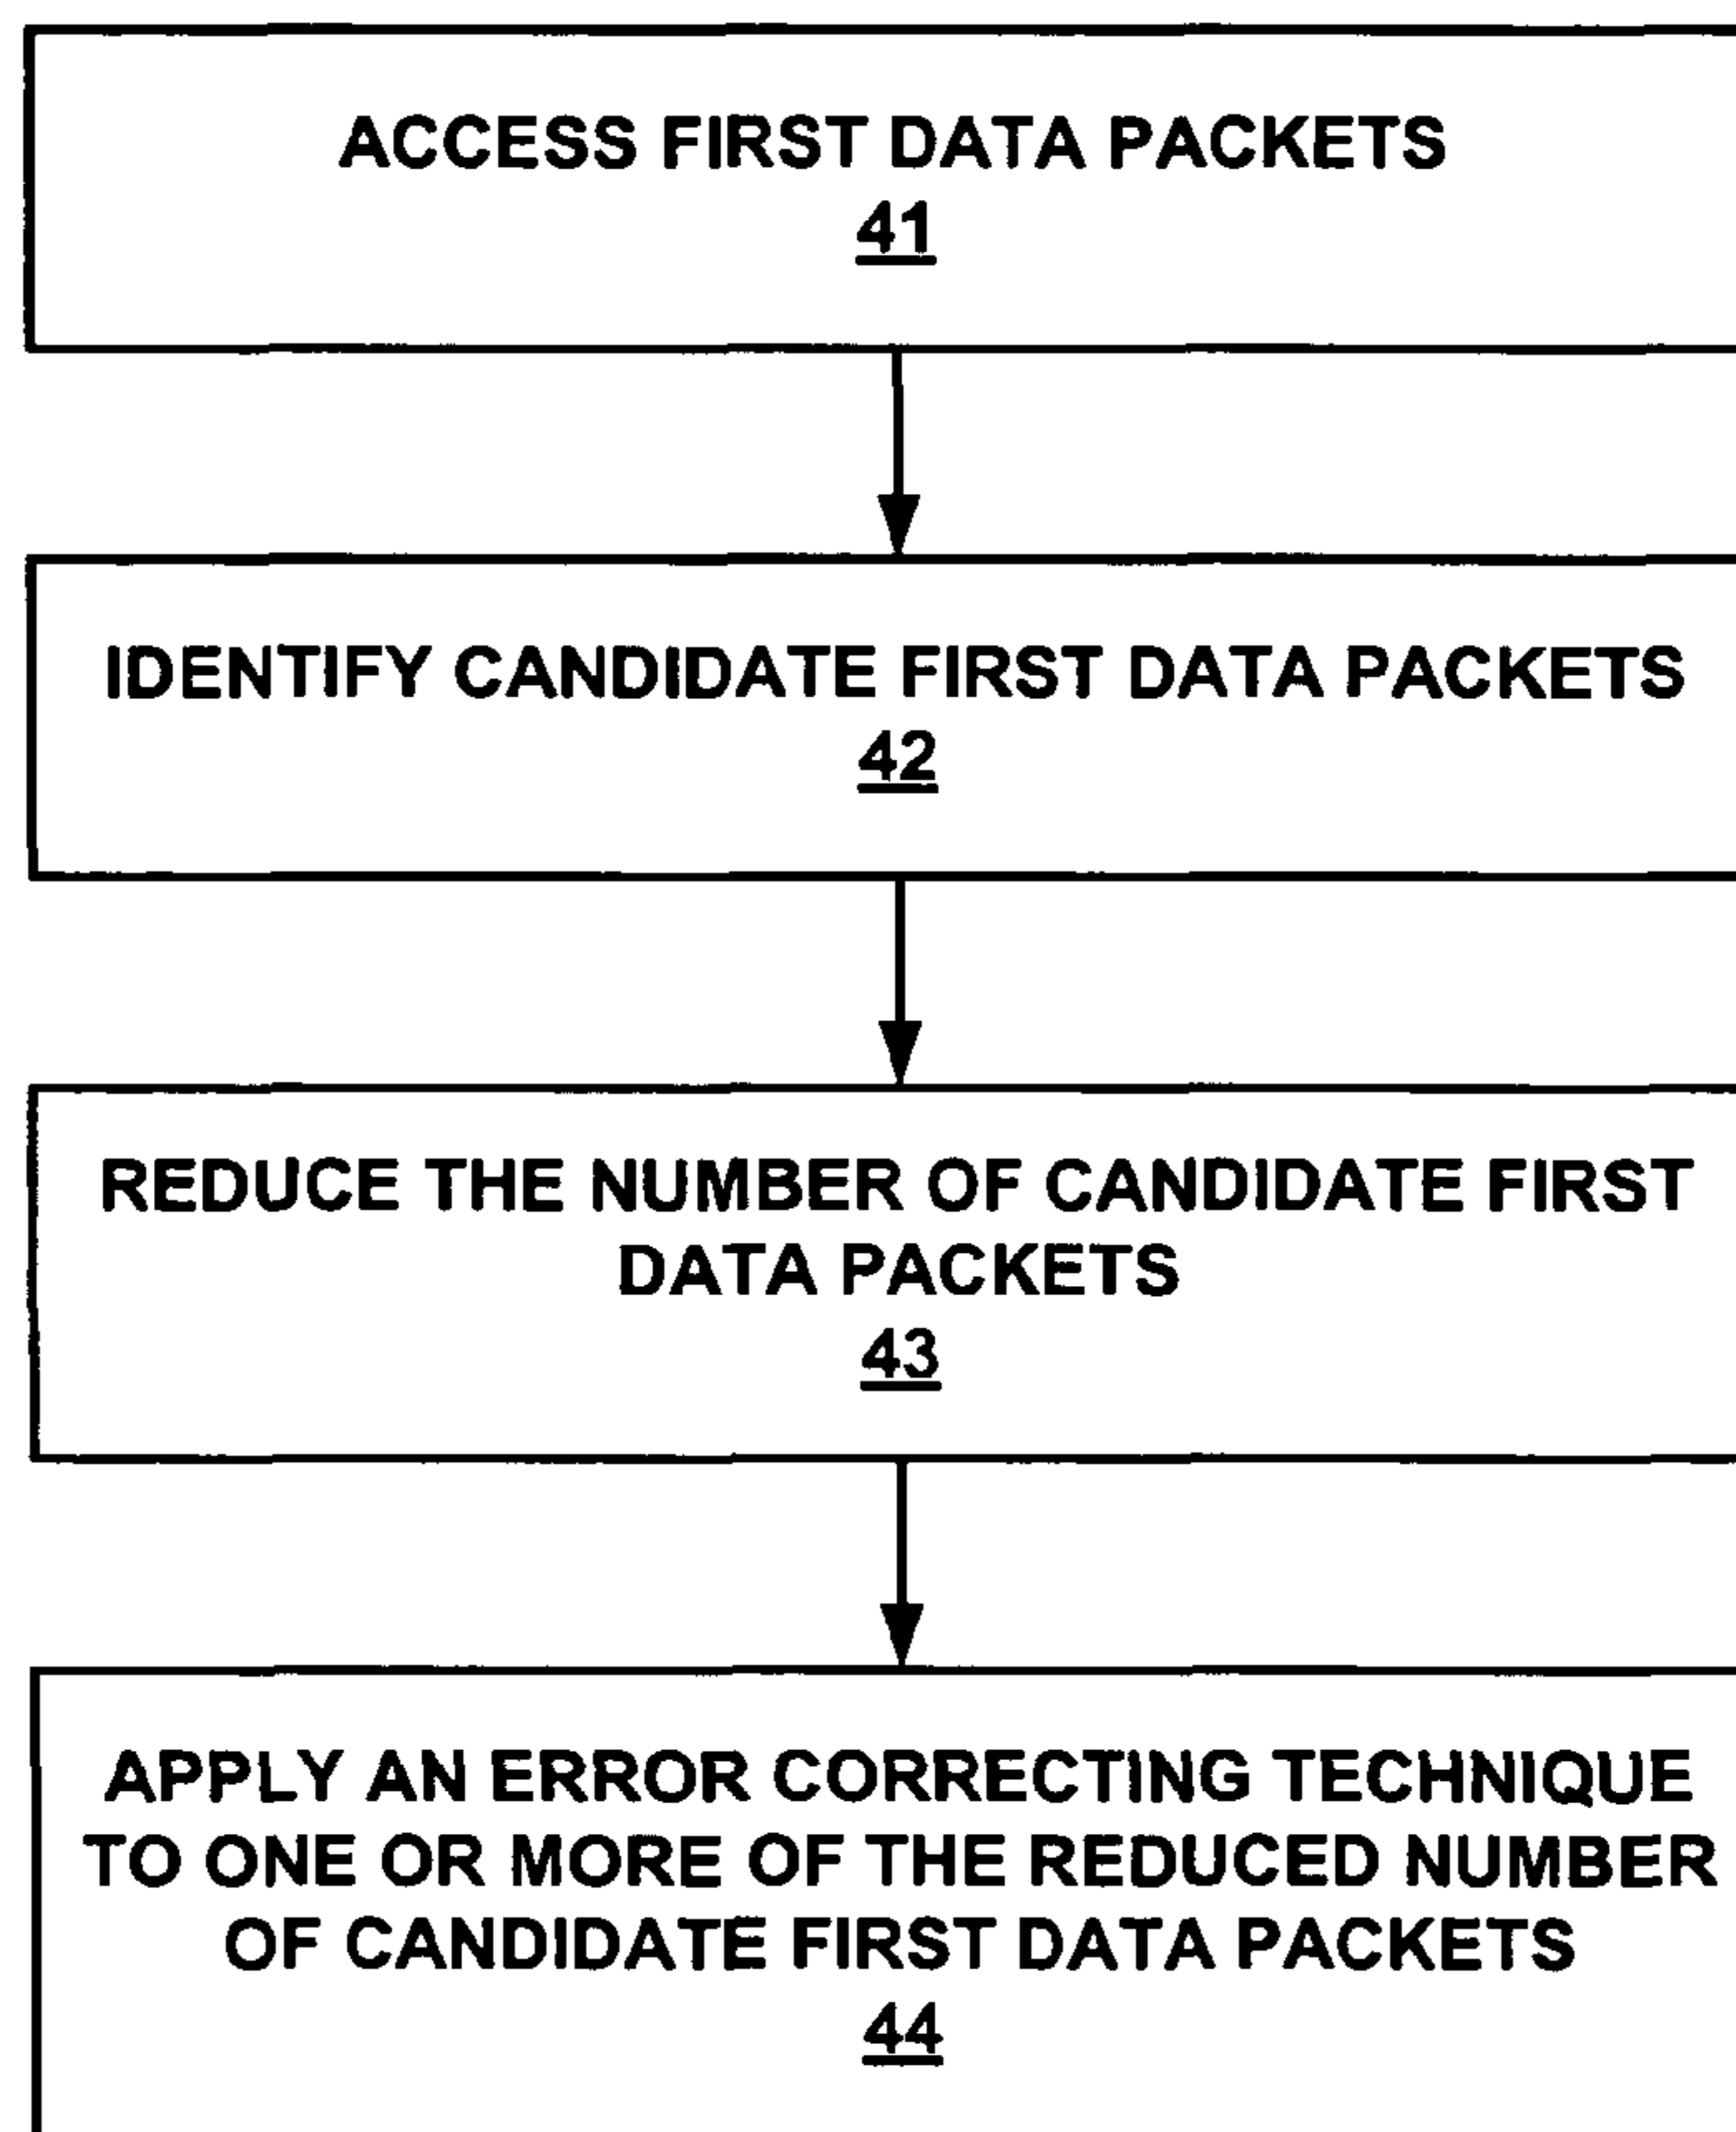 ACCESS FIRST DATA PACKETS
41
IDENTIFY CANDIDATE FIRST DATA PACKETS
42
REDUCE THE NUMBER OF CANDIDATE FIRST
DATA PACKETS
43
APPLY AN ERROR CORRECTING TECHNIQUE
TO ONE OR MORE OF THE REDUCED NUMBER
OF CANDIDATE FIRST DATA PACKETS
44